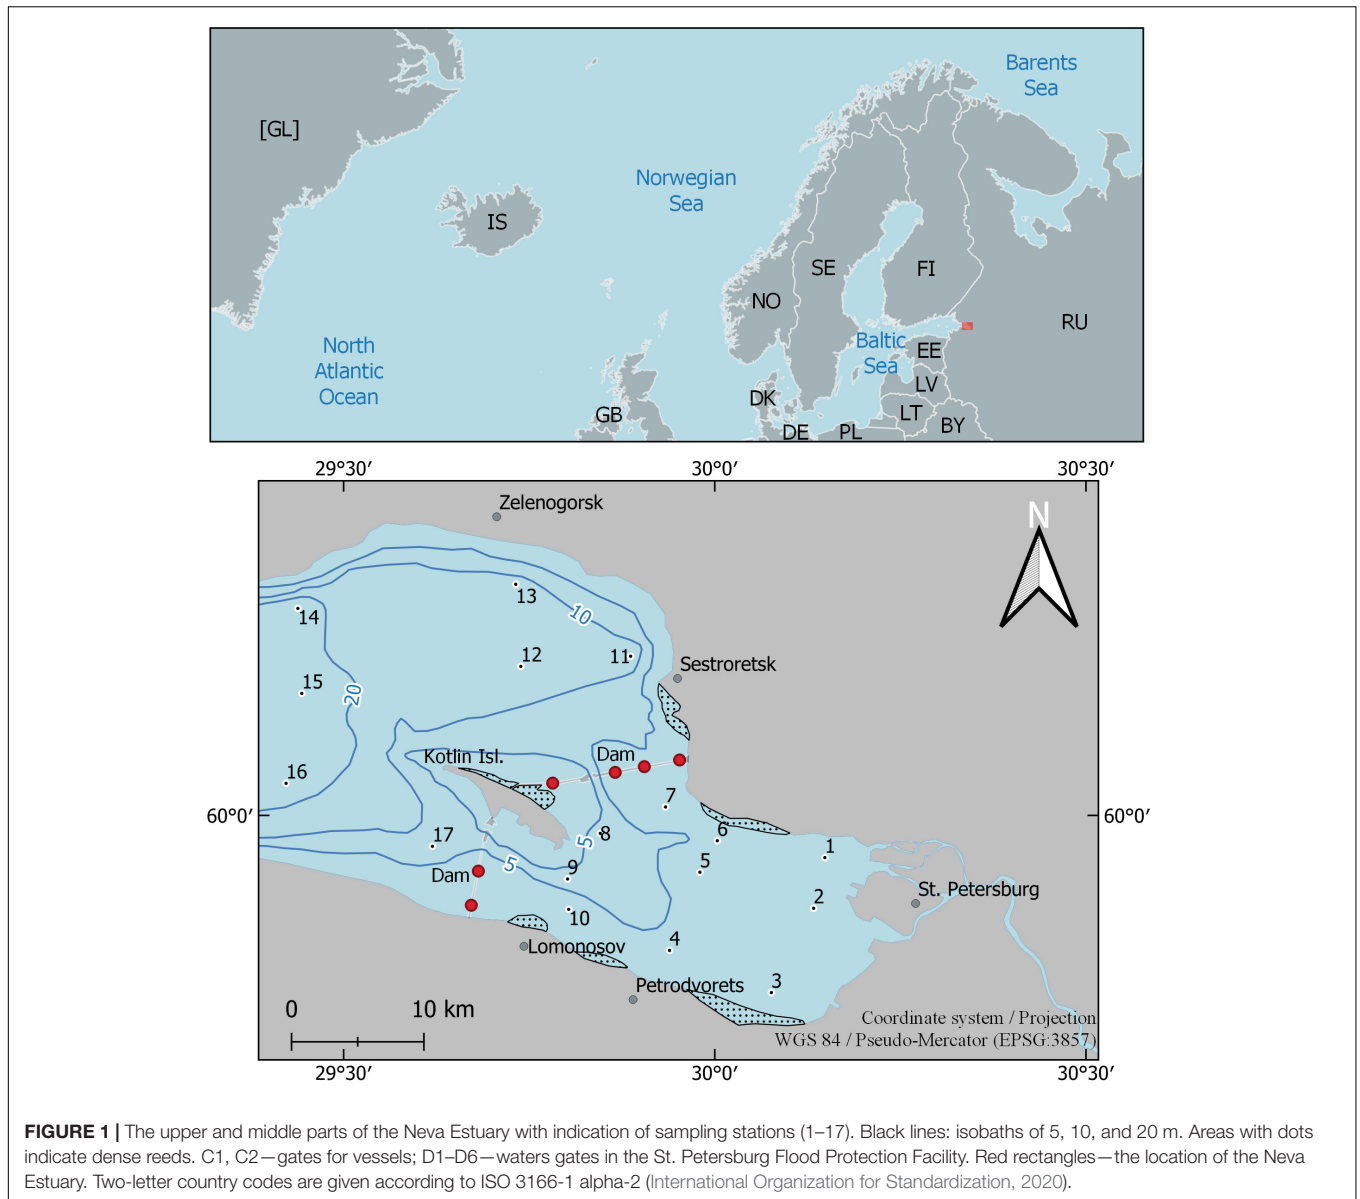 Barents
Sea
[GL]
Norwegian
Sea
IS
SE
FI
NO
RU
North
Atlantic
Ocean
Baltic
Sea
EE
LV
DK
LT
GB
BY
DE
PL
29°30′ 30°0′ 30°30′
Zelenogorsk
N
13
10
14
12
11
Sestroretsk
15
20
Kotlin Isl.
Dam
16
7
60°0′ 60°0′
17
8
6
5
1
5
5
Dam
9
2
St. Petersburg
10
4
Lomonosov
3
Petrodvorets
0 10 km
Coordinate system / Projection
WGS 84 / Pseudo-Mercator (EPSG:3857)
29°30′ 30°0′ 30°30′
FIGURE 1 | The upper and middle parts of the Neva Estuary with indication of sampling stations (1–17). Black lines: isobaths of 5, 10, and 20 m. Areas with dots
indicate dense reeds. C1, C2—gates for vessels; D1–D6—waters gates in the St. Petersburg Flood Protection Facility. Red rectangles—the location of the Neva
Estuary. Two-letter country codes are given according to ISO 3166-1 alpha-2 (International Organization for Standardization, 2020).